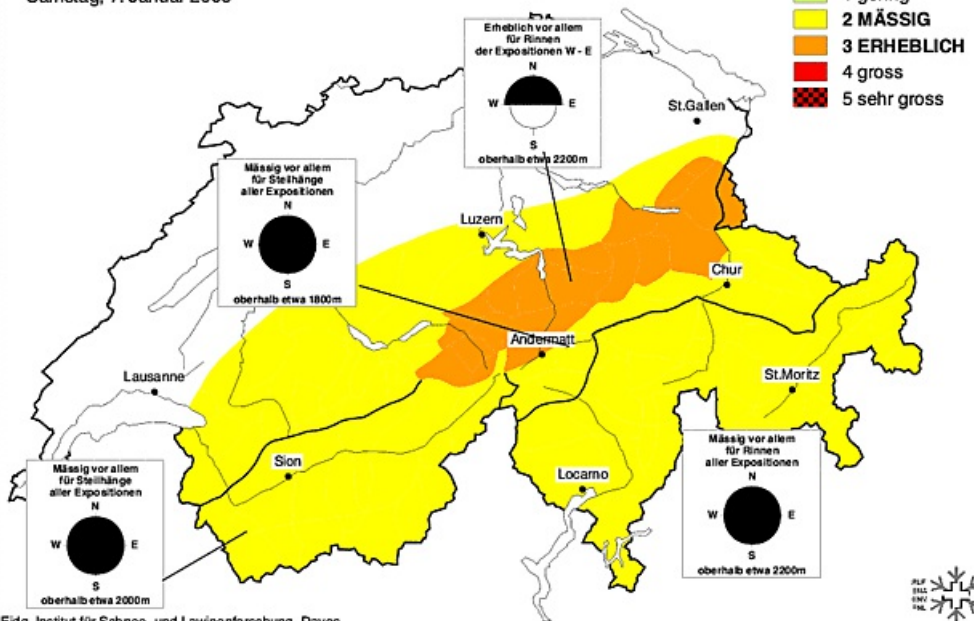 2 MÄSSIG
3 ERHEBLICH
4 gross
5 sehr gross
Erheblich vor allem
für Rinnen
der Expositionen W - E
N
W E
S
oberhalb etwa 2200m
St.Gallen
Mässig vor allem
für Steilhänge
aller Expositionen
N
W E
S
oberhalb etwa 1800m
Luzern
Chur
Andermatt
Lausanne
St.Moritz
Sion
Locarno
Mässig vor allem
für Steilhänge
aller Expositionen
N
W E
S
oberhalb etwa 2000m
Mässig vor allem
für Rinnen
aller Expositionen
N
W E
S
oberhalb etwa 2200m